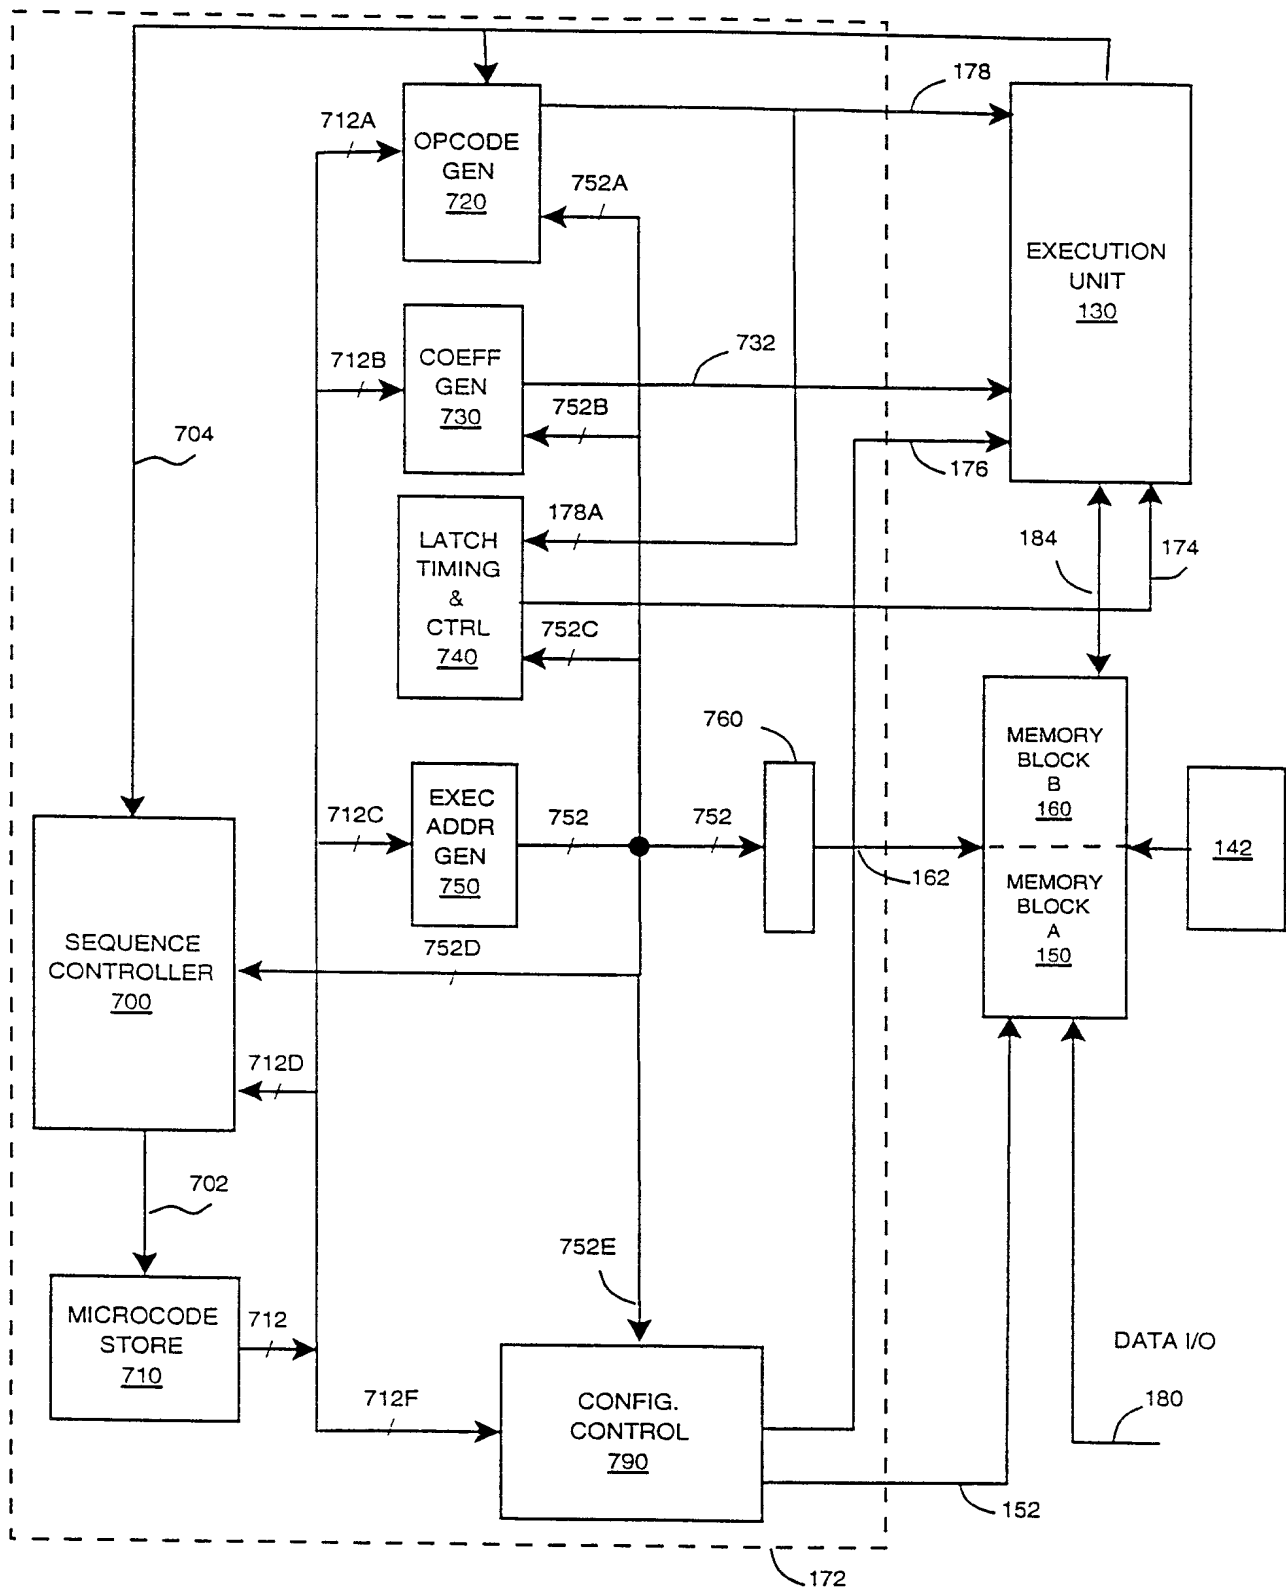 178
712A
OPCODE
GEN
720
752A
EXECUTION
UNIT
130
732
712B
COEFF
GEN
730
752B
704
176
178A
LATCH
TIMING
&
CTRL
740
752C
184
174
760
MEMORY
BLOCK
B
160
712C
EXEC
ADDR
GEN
750
752
752
142
162
MEMORY
BLOCK
A
150
SEQUENCE
CONTROLLER
700
752D
712D
702
752E
MICROCODE
STORE
710
712
DATA I/O
712F
CONFIG.
CONTROL
790
180
152
172